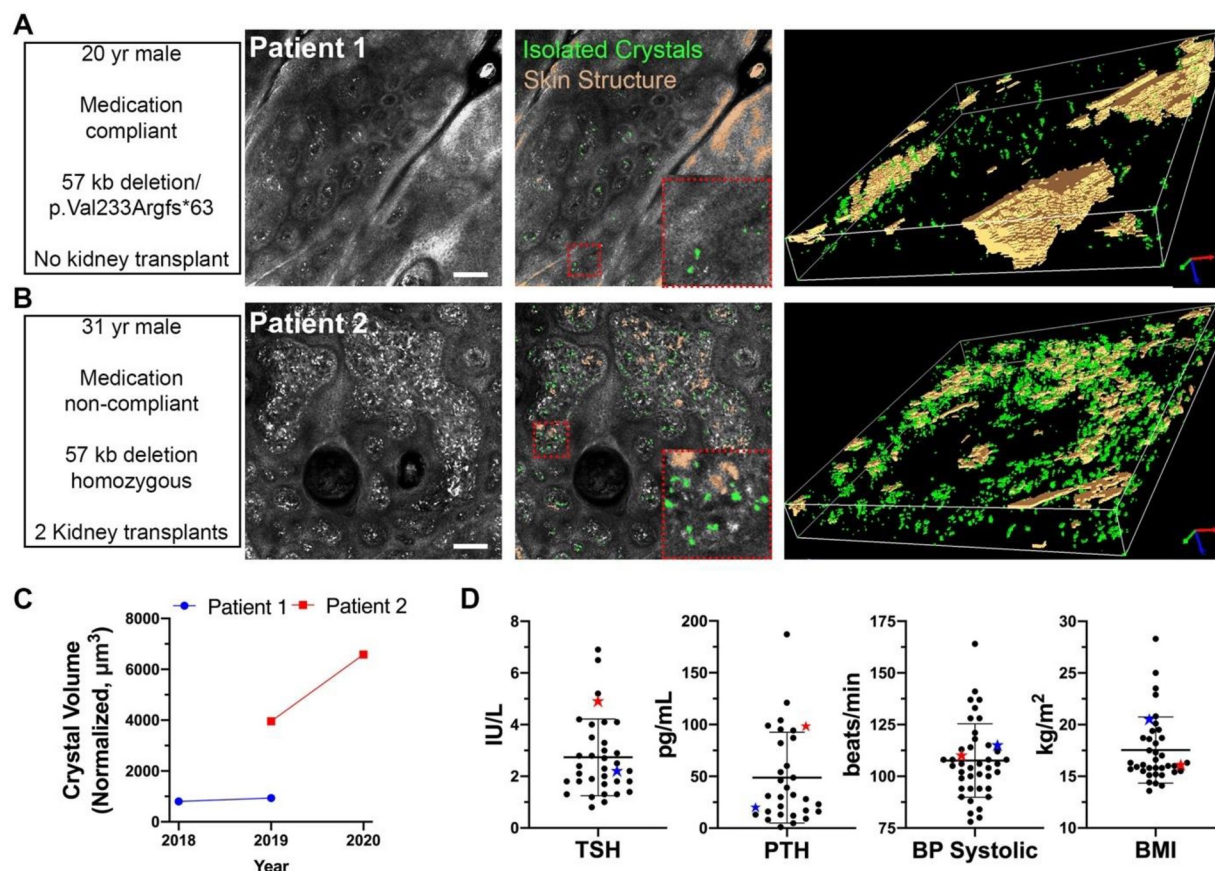 A
20 yr male
Medication
compliant
57 kb deletion/
p.Val233Argfs*63
No kidney transplant
Patient 1
Isolated Crystals
Skin Structure
B
31 yr male
Medication
non-compliant
57 kb deletion
homozygous
2 Kidney transplants
Patient 2
C
Patient 1
Patient 2
Crystal Volume
(Normalized, µm³)
8000
6000
4000
2000
0
2018
2019
2020
Year
D
IU/L
8
6
4
2
0
TSH
pg/mL
200
150
100
50
0
PTH
beats/min
175
150
125
100
75
BP Systolic
kg/m²
30
25
20
15
10
BMI